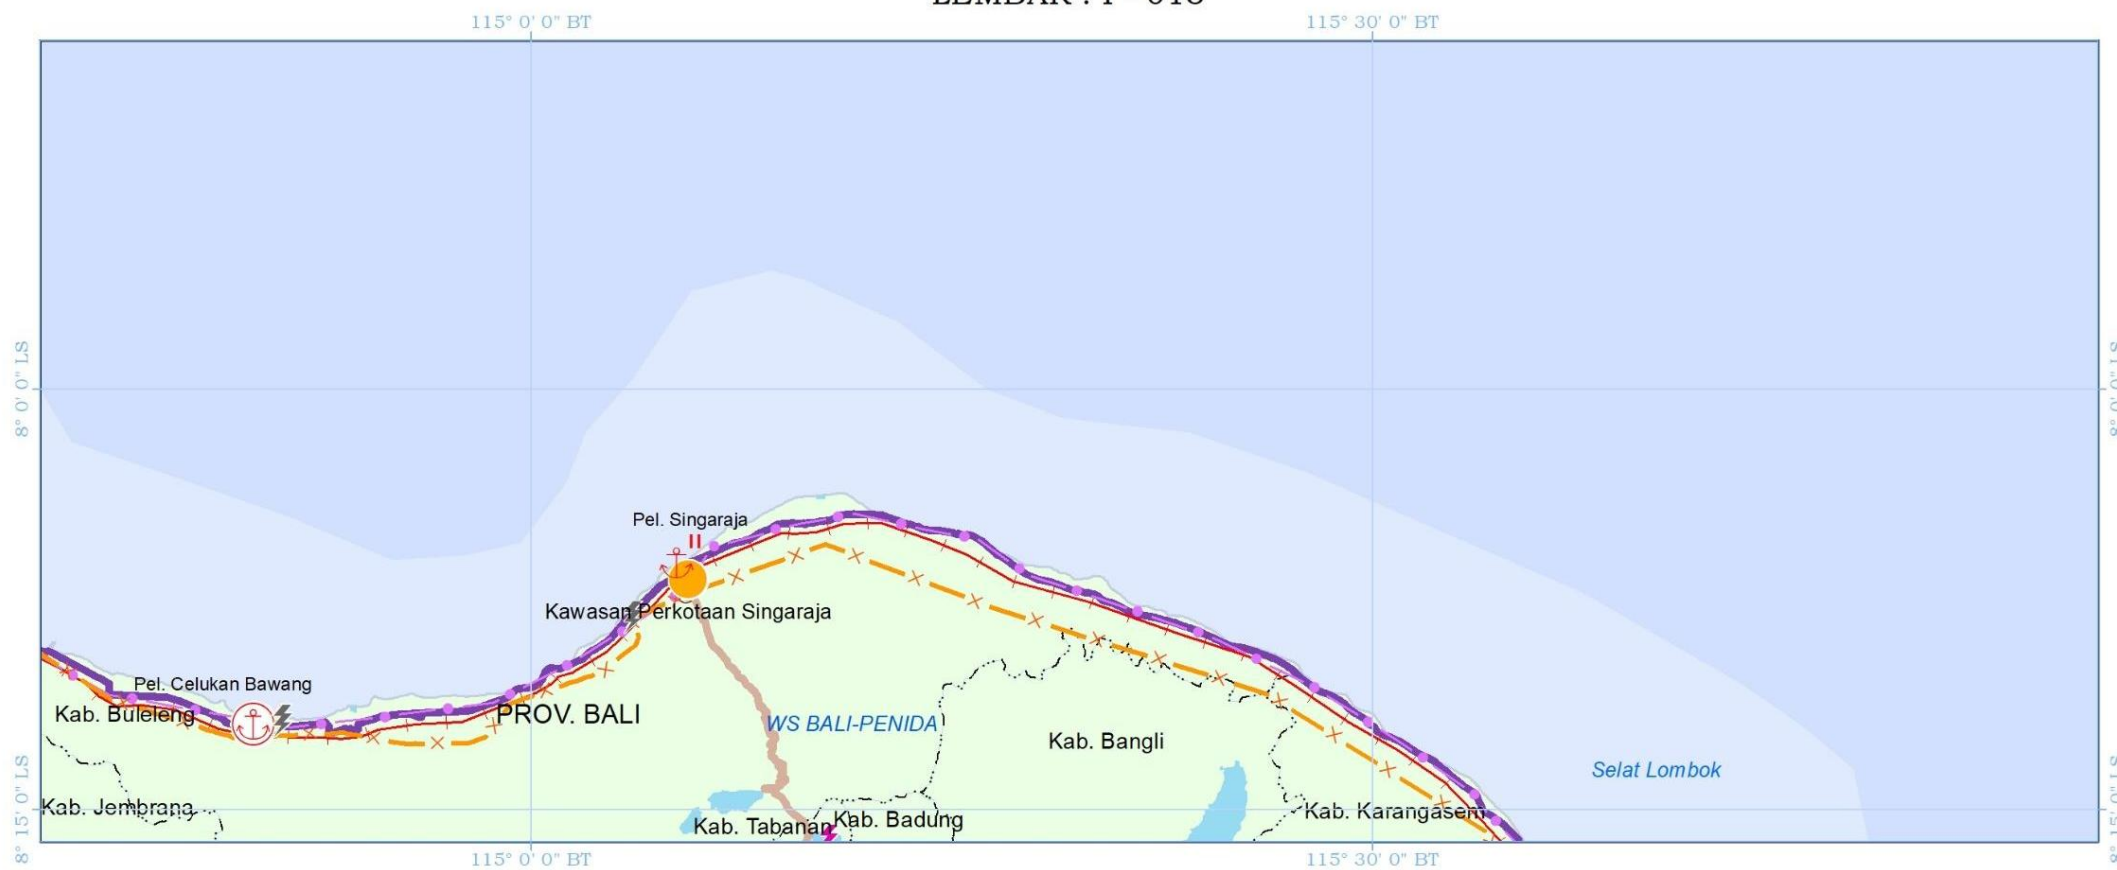 115° 0' 0" BT
115° 30' 0" BT
8° 0' 0" LS
8° 0' 0" LS
Pel. Singaraja
II
Kawasan Perkotaan Singaraja
Pel. Celukan Bawang
Kab. Buleleng
PROV. BALI
WS BALI-PENIDA
Kab. Bangli
Selat Lombok
8° 15' 0" LS
8° 15' 0" LS
Kab. Jembrana
Kab. Tabanan
Kab. Badung
Kab. Karangasem
115° 0' 0" BT
115° 30' 0" BT